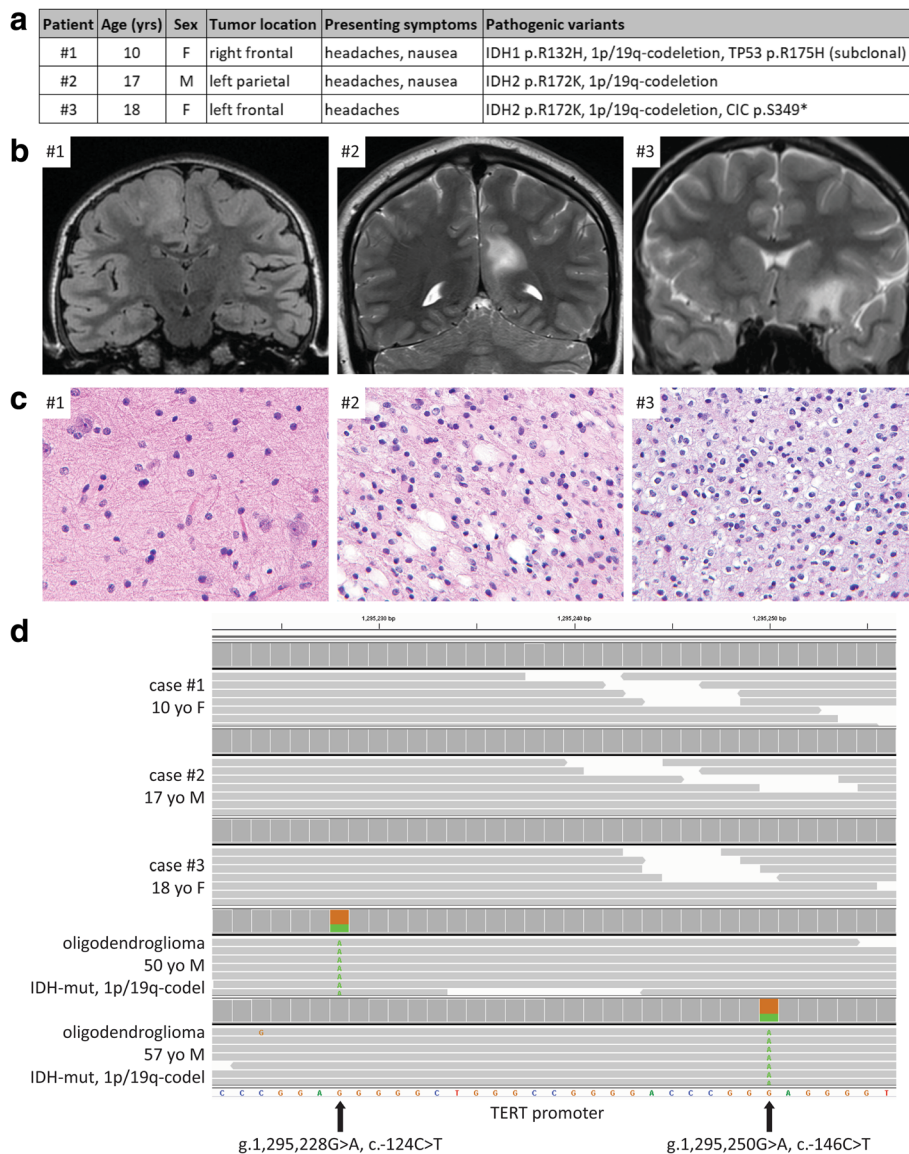 a
Patient Age (yrs) Sex Tumor location Presenting symptoms Pathogenic variants
#1 10 F right frontal headaches, nausea IDH1 p.R132H, 1p/19q-codeletion, TP53 p.R175H (subclonal)
#2 17 M left parietal headaches, nausea IDH2 p.R172K, 1p/19q-codeletion
#3 18 F left frontal headaches IDH2 p.R172K, 1p/19q-codeletion, CIC p.S349*
b
#1 #2 #3
c
#1 #2 #3
d
1,295,230 bp 1,295,240 bp 1,295,250 bp
case #1
10 yo F
case #2
17 yo M
case #3
18 yo F
oligodendroglioma
50 yo M
IDH-mut, 1p/19q-codel
A
A
A
A
A
A
oligodendroglioma
57 yo M
IDH-mut, 1p/19q-codel
G A
A
A
A
A
A
A
C C C G G A G G G G G C T G G G C C G G G G A C C C G G G A G G G G T
TERT promoter
g.1,295,228G>A, c.-124C>T g.1,295,250G>A, c.-146C>T